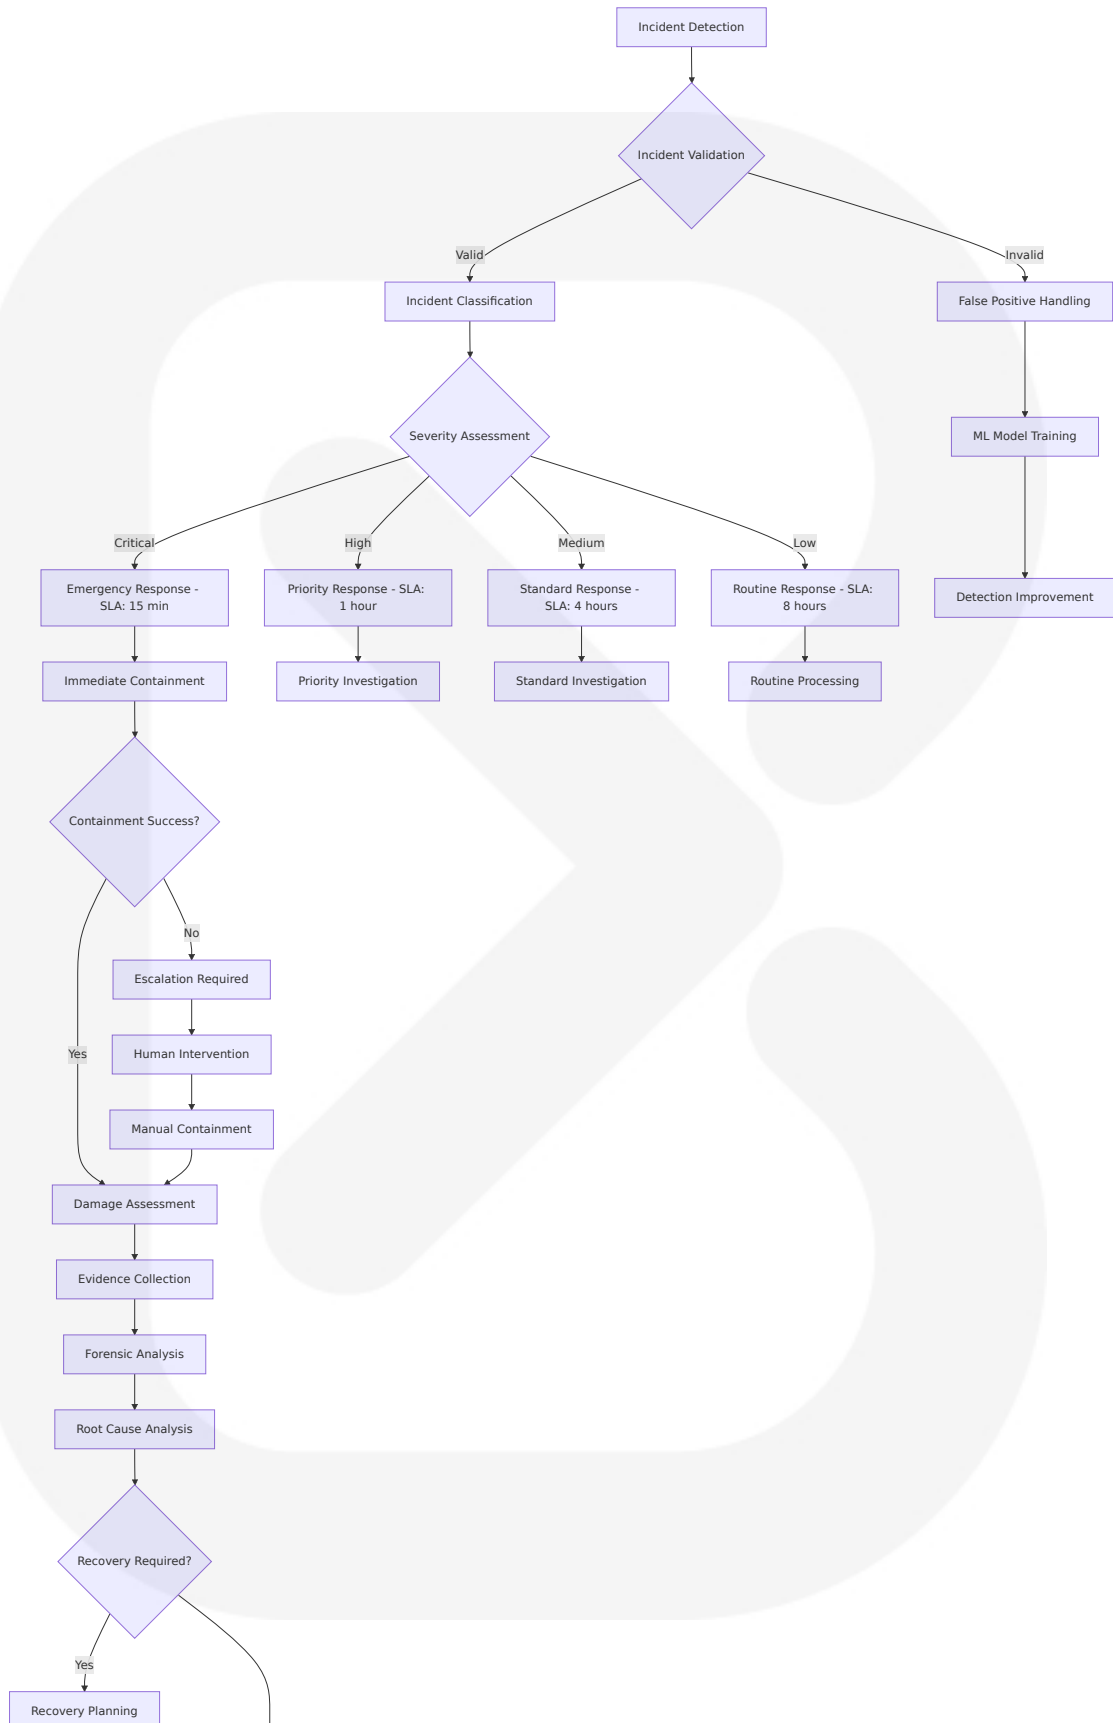 Incident Detection
Incident Validation
Valid
Invalid
Incident Classification
False Positive Handling
Severity Assessment
ML Model Training
Critical
High
Medium
Low
Emergency Response -
SLA: 15 min
Priority Response - SLA:
1 hour
Standard Response -
SLA: 4 hours
Routine Response - SLA:
8 hours
Detection Improvement
Immediate Containment
Priority Investigation
Standard Investigation
Routine Processing
Containment Success?
No
Escalation Required
Yes
Human Intervention
Manual Containment
Damage Assessment
Evidence Collection
Forensic Analysis
Root Cause Analysis
Recovery Required?
Yes
Recovery Planning